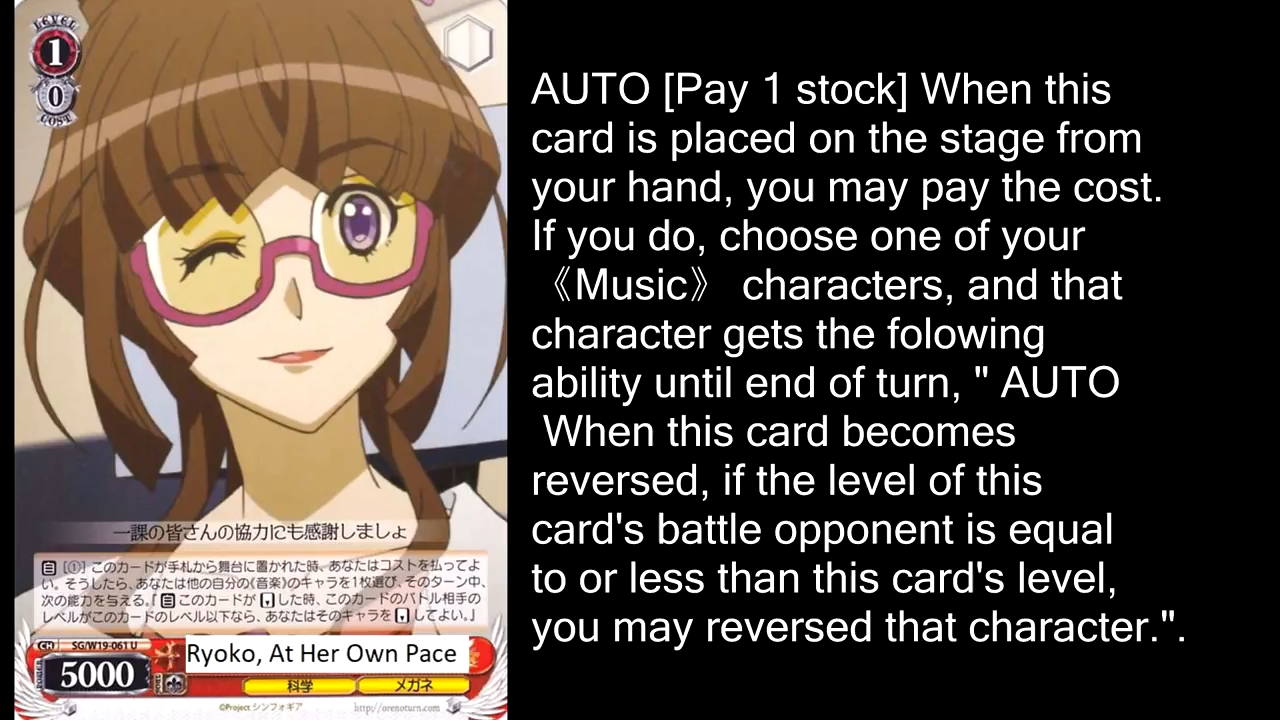 LEVEL
1
0
COST
一課の皆さんの協力にも感謝しましょ
[①] このカードが手札から舞台に置かれた時、あなたはコストを払ってよ
い。そうしたら、あなたは他の自分の《音楽》のキャラを1枚選び、そのターン中、
次の能力を与える。『 このカードが した時、このカードのバトル相手の
レベルがこのカードのレベル以下なら、あなたはそのキャラを してよい。』
CH SG/W19-061 U
Ryoko, At Her Own Pace
POWER 5000 SOUL
科学 メガネ
©Project シンフォギア http://orenoturn.com/
AUTO [Pay 1 stock] When this
card is placed on the stage from
your hand, you may pay the cost.
If you do, choose one of your
《Music》 characters, and that
character gets the folowing
ability until end of turn, " AUTO
When this card becomes
reversed, if the level of this
card's battle opponent is equal
to or less than this card's level,
you may reversed that character.".